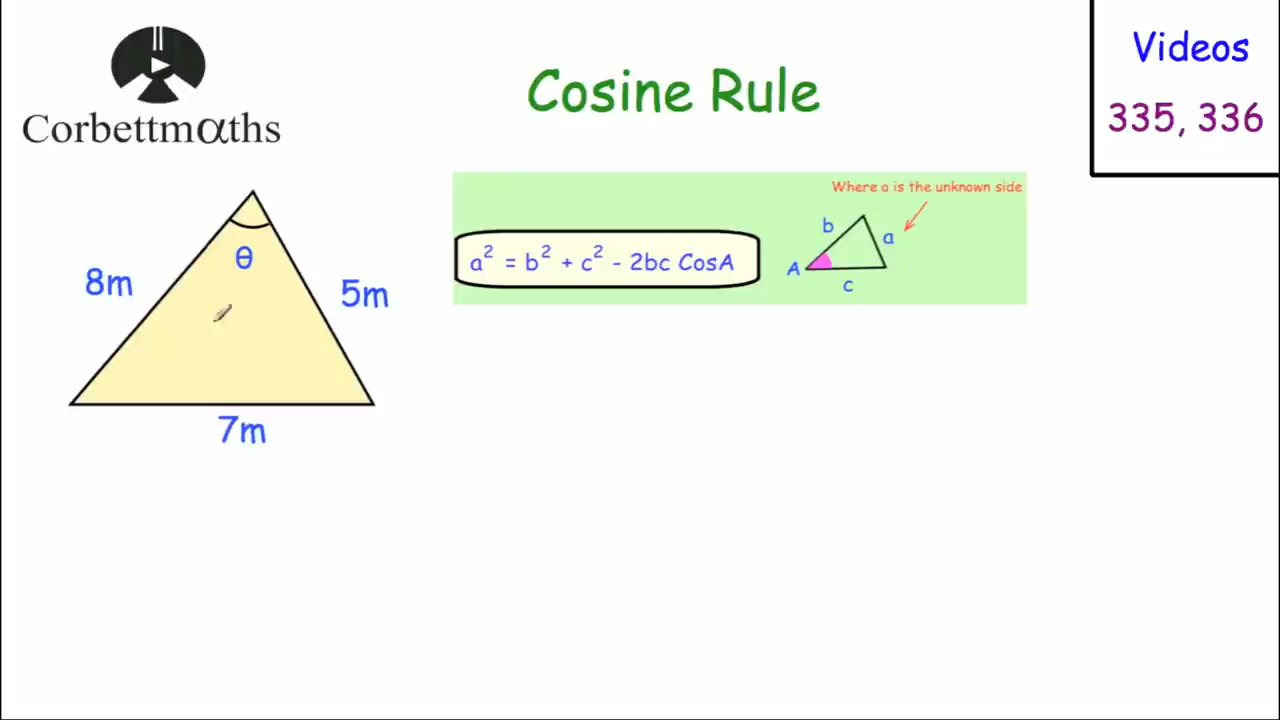 Corbettmαths
Cosine Rule
Videos
335, 336
θ
8m
5m
7m
a² = b² + c² - 2bc CosA
Where a is the unknown side
b
a
A
c